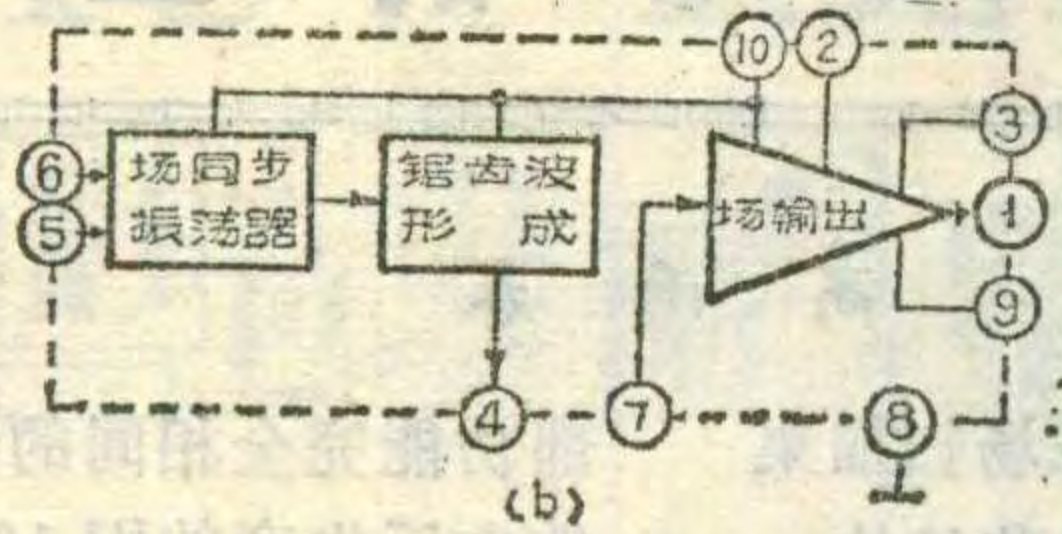 ⑩ ② ③
⑥ 场同步 锯齿波
⑤ 振荡器 形成 场输出 ①
⑨
④ ⑦ ⑧
(b)